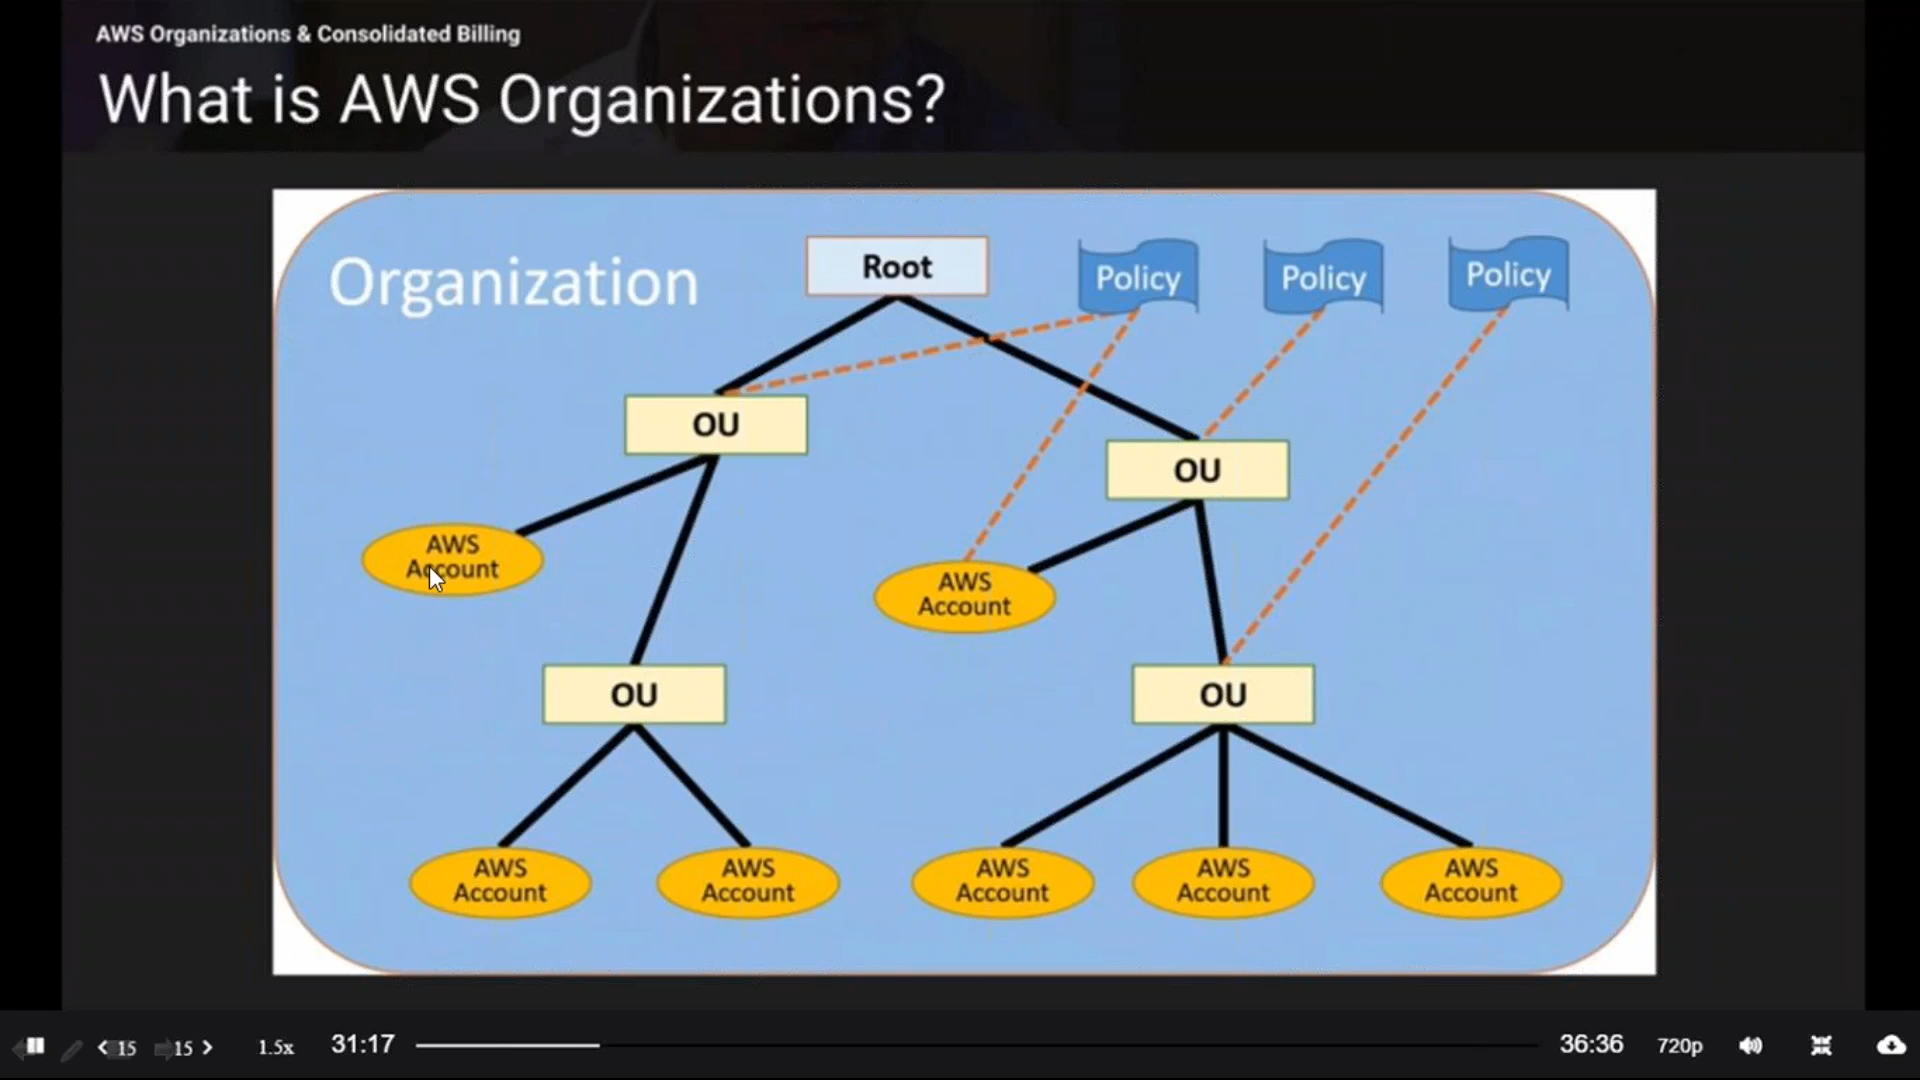 AWS Organizations & Consolidated Billing
What is AWS Organizations?
Organization
Root
Policy
Policy
Policy
OU
OU
AWS
Account
AWS
Account
OU
OU
AWS
Account
AWS
Account
AWS
Account
AWS
Account
AWS
Account
15
15
1.5x
31:17
36:36
720p